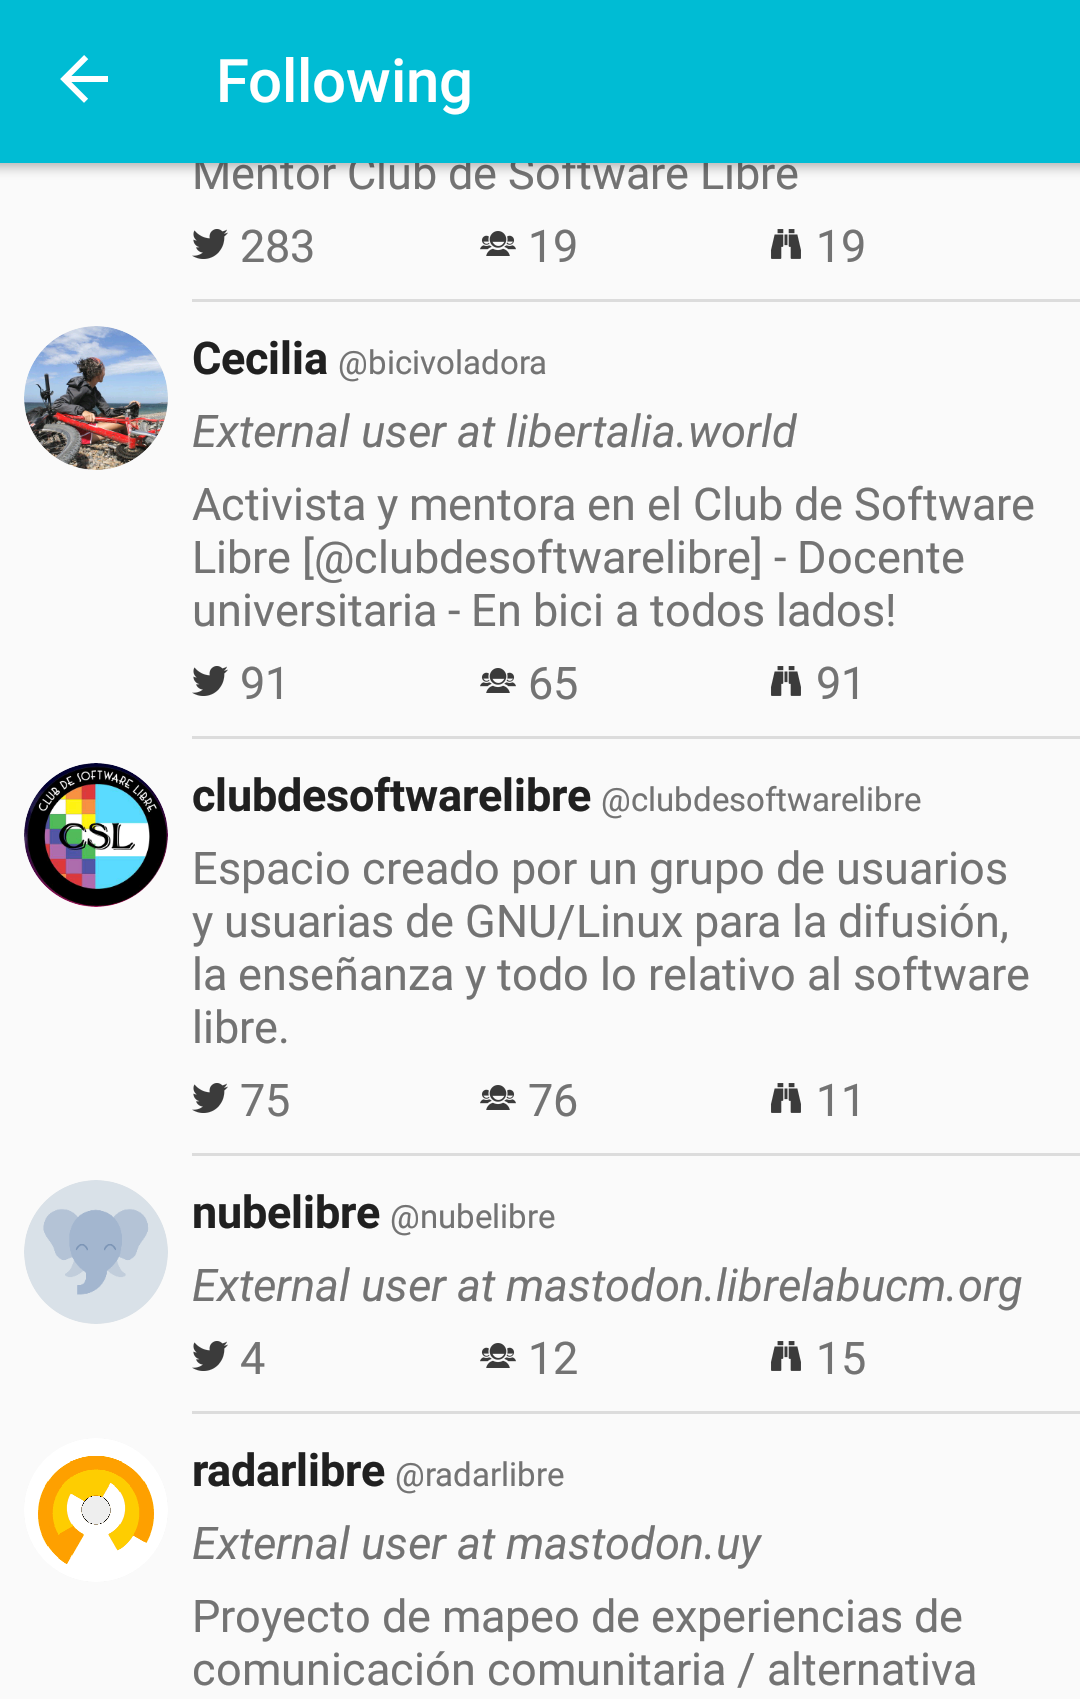 Following
Mentor Club de Software Libre
283 19 19
Cecilia @bicivoladora
External user at libertalia.world
Activista y mentora en el Club de Software
Libre [@clubdesoftwarelibre] - Docente
universitaria - En bici a todos lados!
91 65 91
CLUB DE SOFTWARE LIBRE
CSL
clubdesoftwarelibre @clubdesoftwarelibre
Espacio creado por un grupo de usuarios
y usuarias de GNU/Linux para la difusión,
la enseñanza y todo lo relativo al software
libre.
75 76 11
nubelibre @nubelibre
External user at mastodon.librelabucm.org
4 12 15
radarlibre @radarlibre
External user at mastodon.uy
Proyecto de mapeo de experiencias de
comunicación comunitaria / alternativa